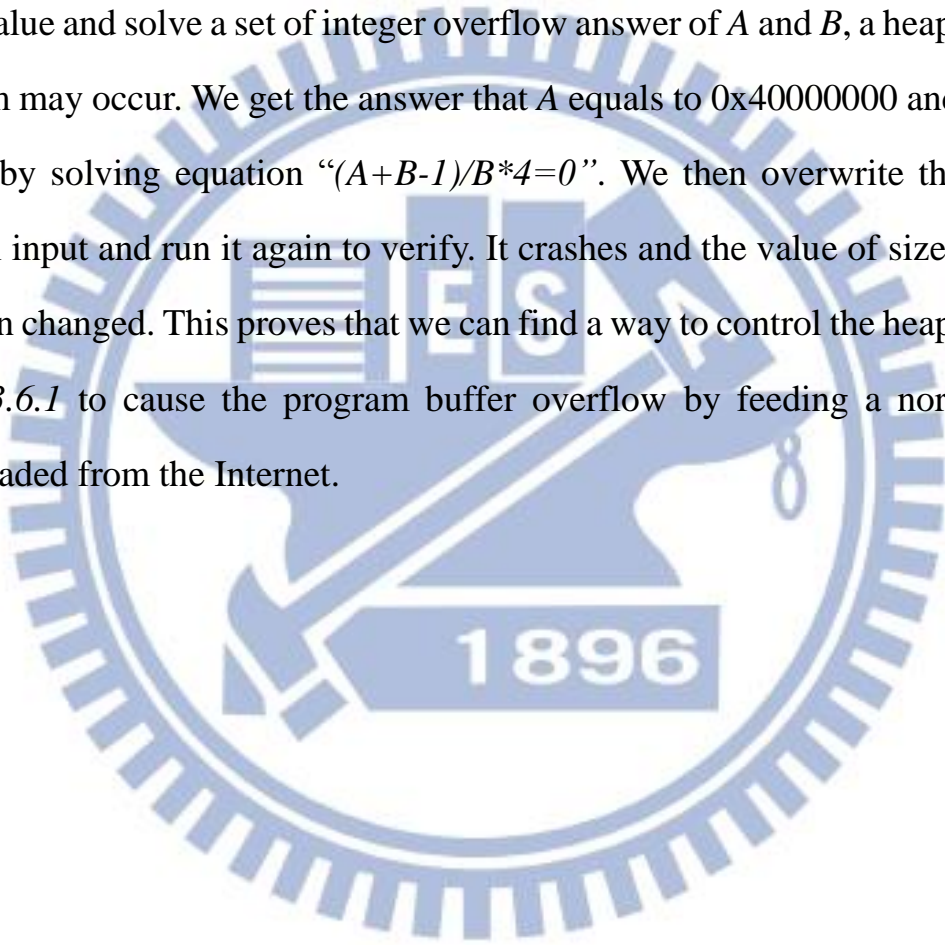 alue and solve a set of integer overflow answer of A and B, a heap
n may occur. We get the answer that A equals to 0x40000000 and
by solving equation “(A+B-1)/B*4=0”. We then overwrite th
input and run it again to verify. It crashes and the value of size
n changed. This proves that we can find a way to control the heap
3.6.1 to cause the program buffer overflow by feeding a nor
aded from the Internet.
E S A
8
1896